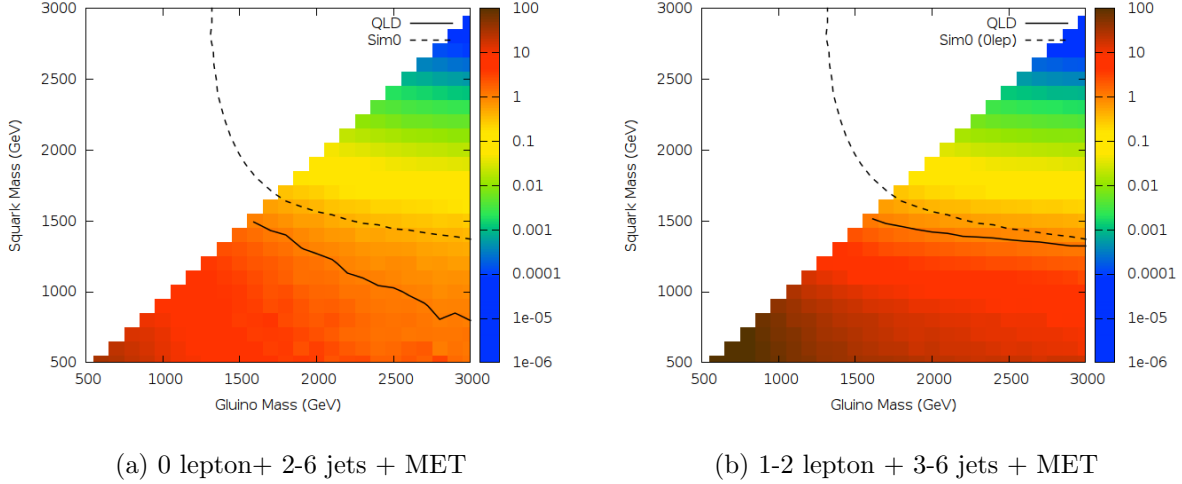 3000
2500
2000
1500
1000
500
Squark Mass (GeV)
500 1000 1500 2000 2500 3000
Gluino Mass (GeV)
QLD
Sim0
100
10
1
0.1
0.01
0.001
0.0001
1e-05
1e-06
(a) 0 lepton+ 2-6 jets + MET
3000
2500
2000
1500
1000
500
Squark Mass (GeV)
500 1000 1500 2000 2500 3000
Gluino Mass (GeV)
QLD
Sim0 (0lep)
100
10
1
0.1
0.01
0.001
0.0001
1e-05
1e-06
(b) 1-2 lepton + 3-6 jets + MET